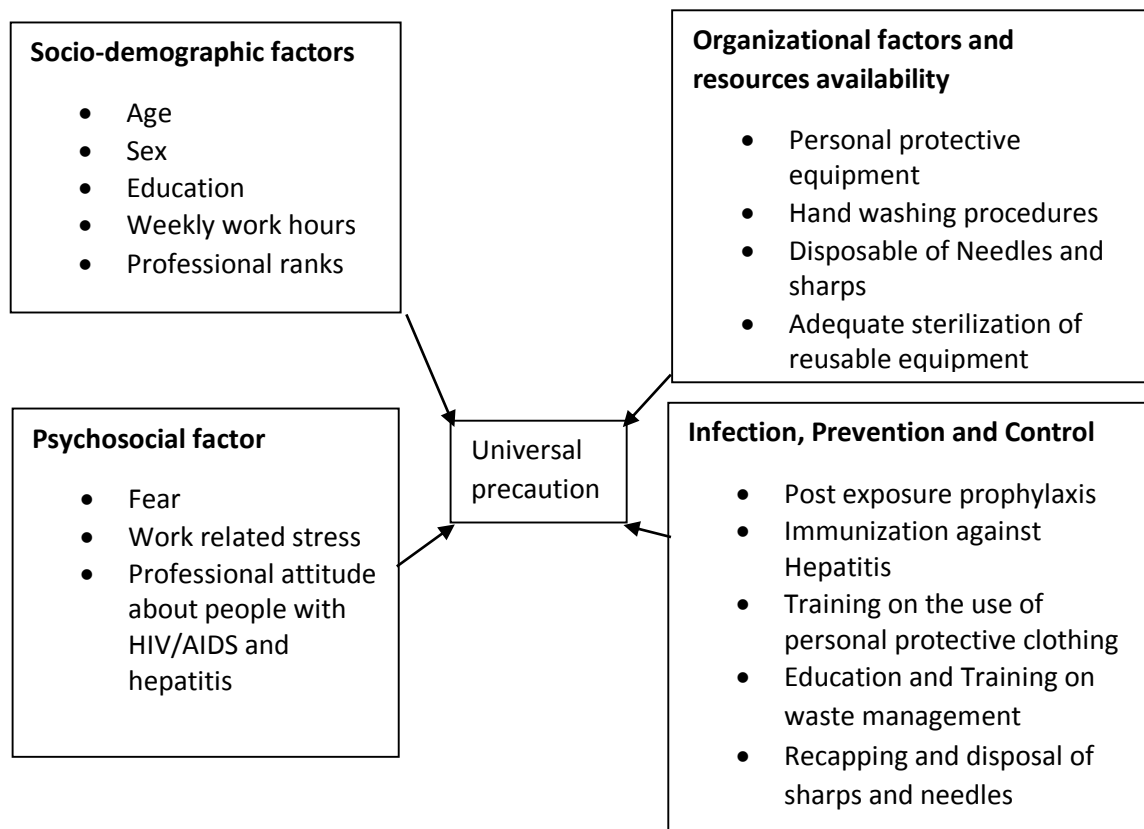 Socio-demographic factors
• Age
• Sex
• Education
• Weekly work hours
• Professional ranks
Organizational factors and
resources availability
• Personal protective
equipment
• Hand washing procedures
• Disposable of Needles and
sharps
• Adequate sterilization of
reusable equipment
Psychosocial factor
• Fear
• Work related stress
• Professional attitude
about people with
HIV/AIDS and
hepatitis
Universal
precaution
Infection, Prevention and Control
• Post exposure prophylaxis
• Immunization against
Hepatitis
• Training on the use of
personal protective clothing
• Education and Training on
waste management
• Recapping and disposal of
sharps and needles